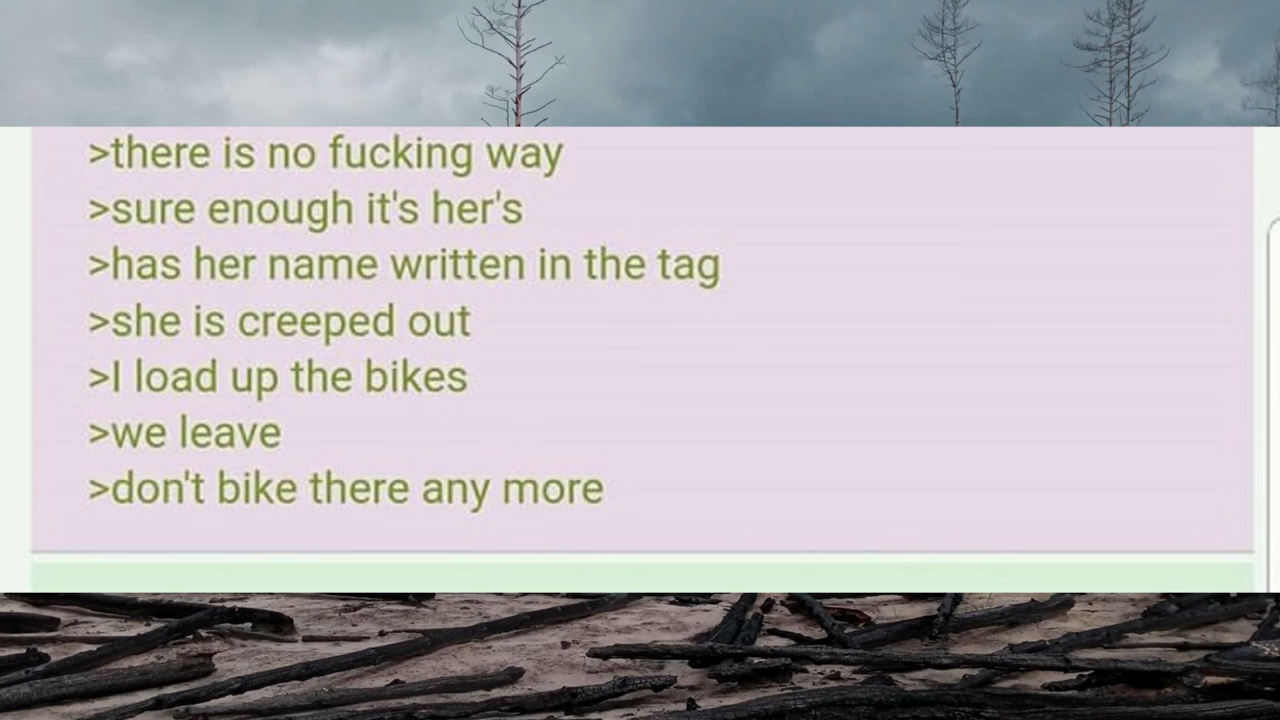 >there is no fucking way
>sure enough it's her's
>has her name written in the tag
>she is creeped out
>I load up the bikes
>we leave
>don't bike there any more